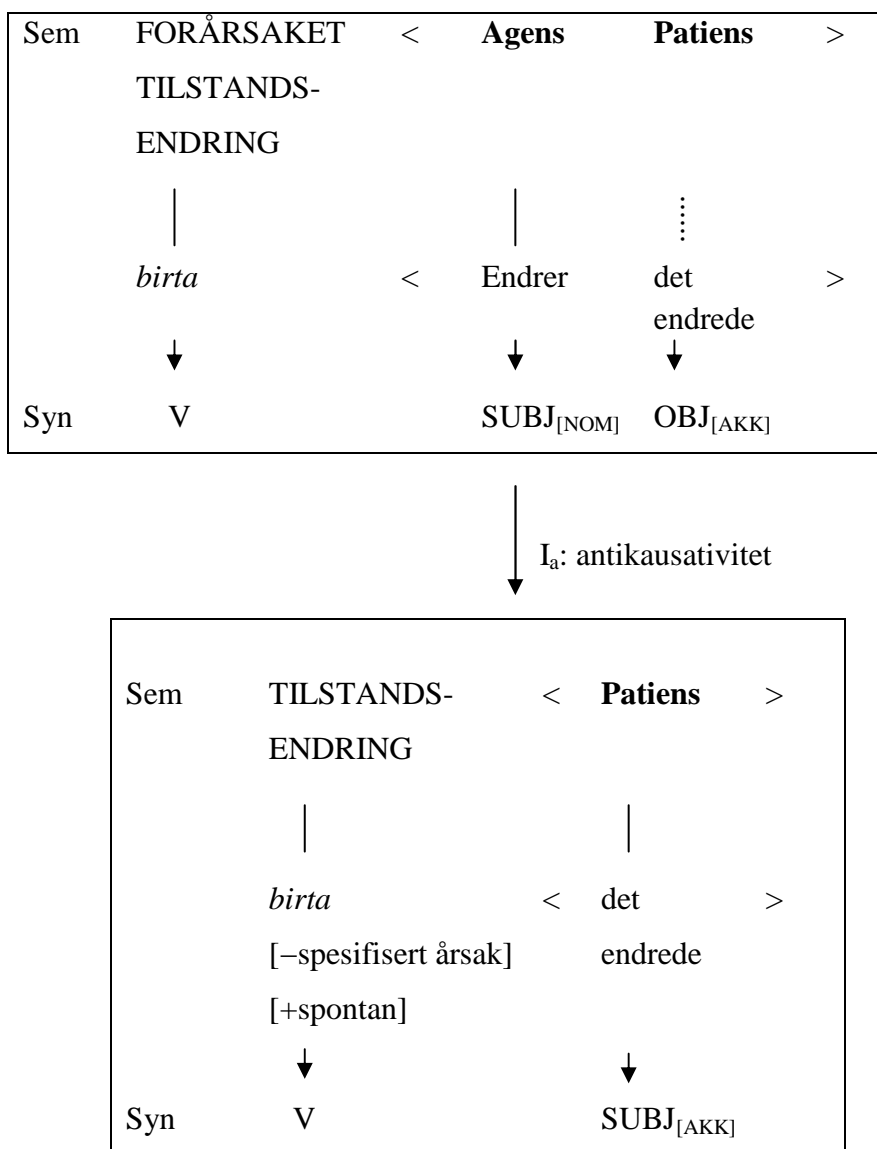 Sem FORÅRSAKET < Agens Patiens >
TILSTANDS-
ENDRING
birta < Endrer det >
endrede
Syn V SUBJ[NOM] OBJ[AKK]
Ia: antikausativitet
Sem TILSTANDS- < Patiens >
ENDRING
birta < det >
[−spesifisert årsak] endrede
[+spontan]
Syn V SUBJ[AKK]